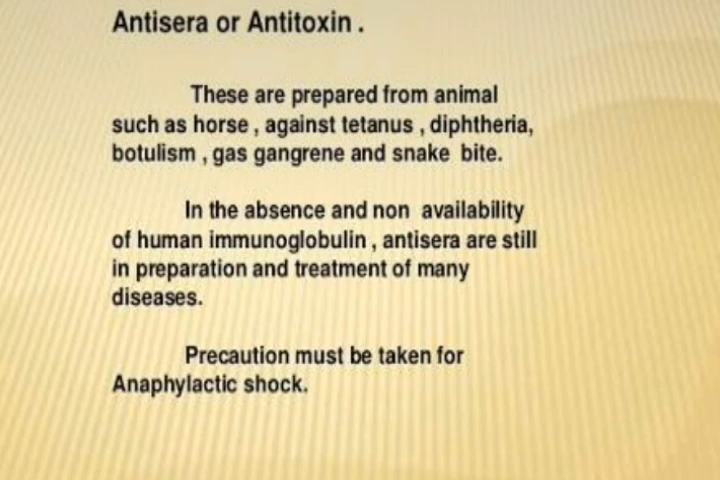 Antisera or Antitoxin .
These are prepared from animal
such as horse , against tetanus , diphtheria,
botulism , gas gangrene and snake bite.
In the absence and non availability
of human immunoglobulin , antisera are still
in preparation and treatment of many
diseases.
Precaution must be taken for
Anaphylactic shock.